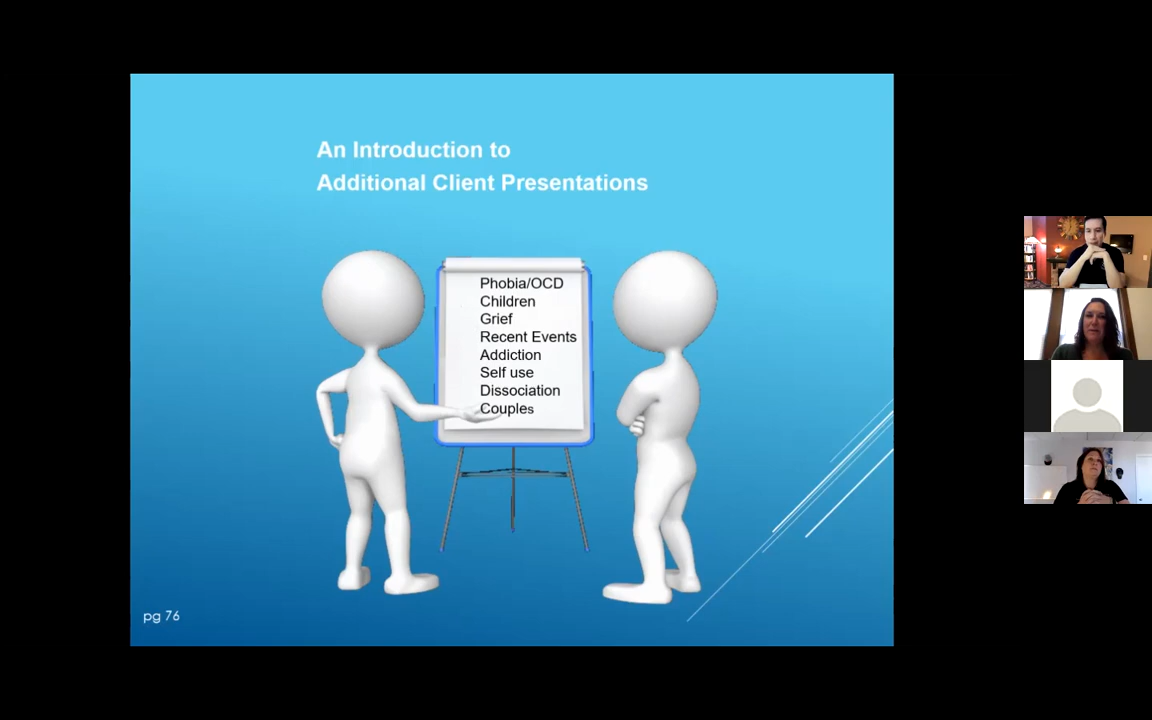 An Introduction to
Additional Client Presentations
Phobia/OCD
Children
Grief
Recent Events
Addiction
Self use
Dissociation
Couples
pg 76